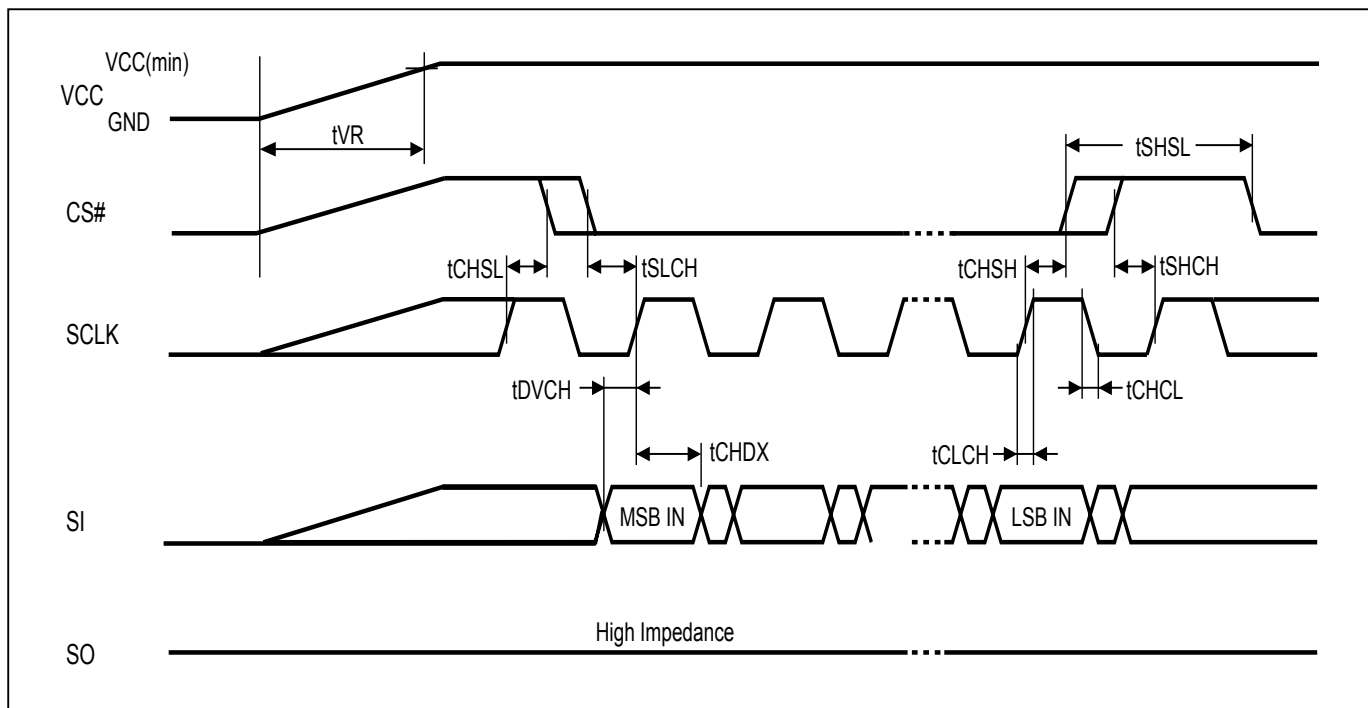 VCC(min)
VCC
GND
tVR
tSHSL
CS#
tCHSL
tSLCH
tCHSH
tSHCH
SCLK
tDVCH
tCHCL
tCHDX
tCLCH
SI
MSB IN
LSB IN
High Impedance
SO